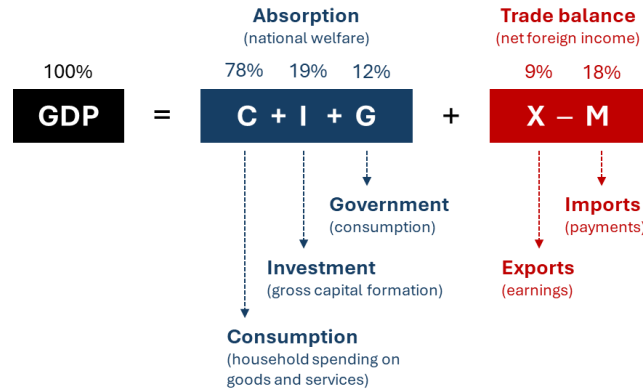 Absorption
(national welfare)
Trade balance
(net foreign income)
100%
78% 19% 12%
9% 18%
GDP = C + I + G + X – M
Government
(consumption)
Imports
(payments)
Investment
(gross capital formation)
Exports
(earnings)
Consumption
(household spending on
goods and services)